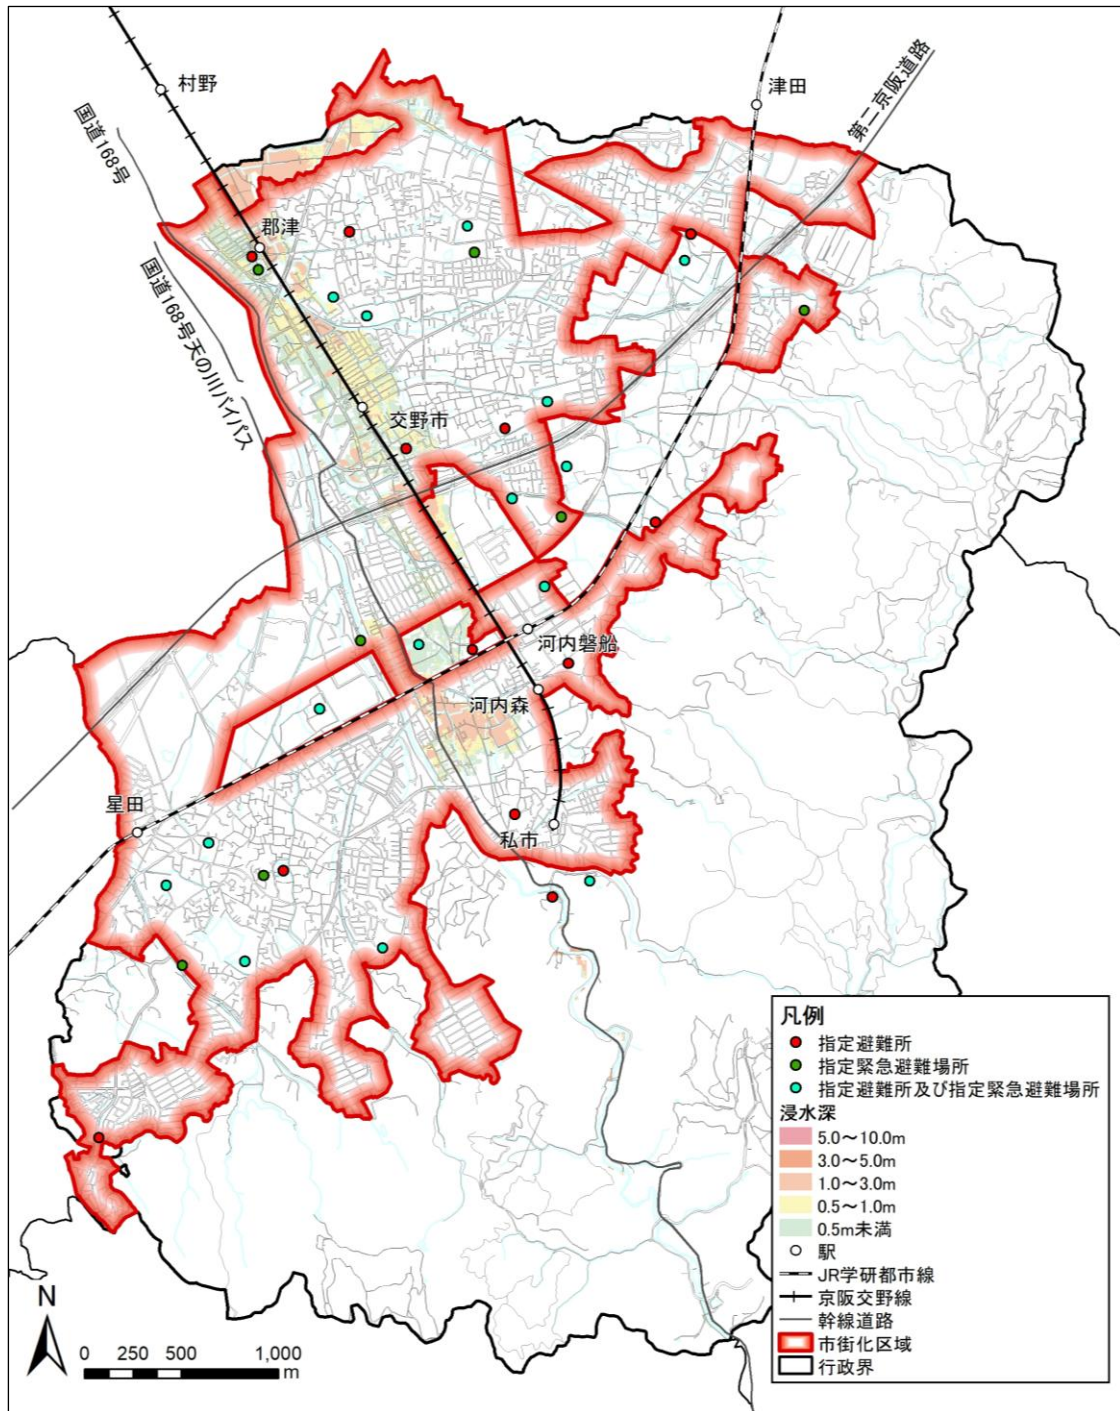 村野
津田
国道168号
第二京阪道路
郡津
国道168号天の川バイパス
交野市
河内磐船
河内森
星田
私市
凡例
指定避難所
指定緊急避難場所
指定避難所及び指定緊急避難場所
浸水深
5.0～10.0m
3.0～5.0m
1.0～3.0m
0.5～1.0m
0.5m未満
駅
JR学研都市線
京阪交野線
幹線道路
市街化区域
行政界
N
0 250 500 1,000
m